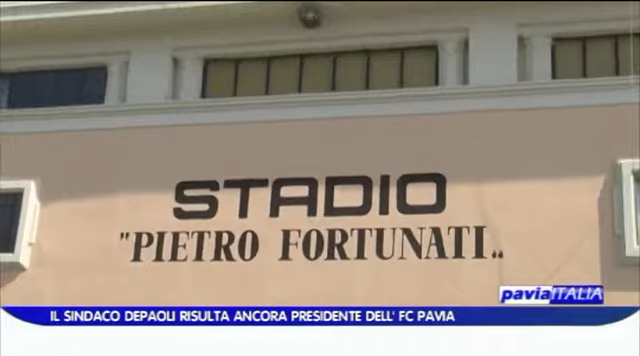 STADIO
"PIETRO FORTUNATI"
paviaITALIA
IL SINDACO DEPAOLI RISULTA ANCORA PRESIDENTE DELL' FC PAVIA